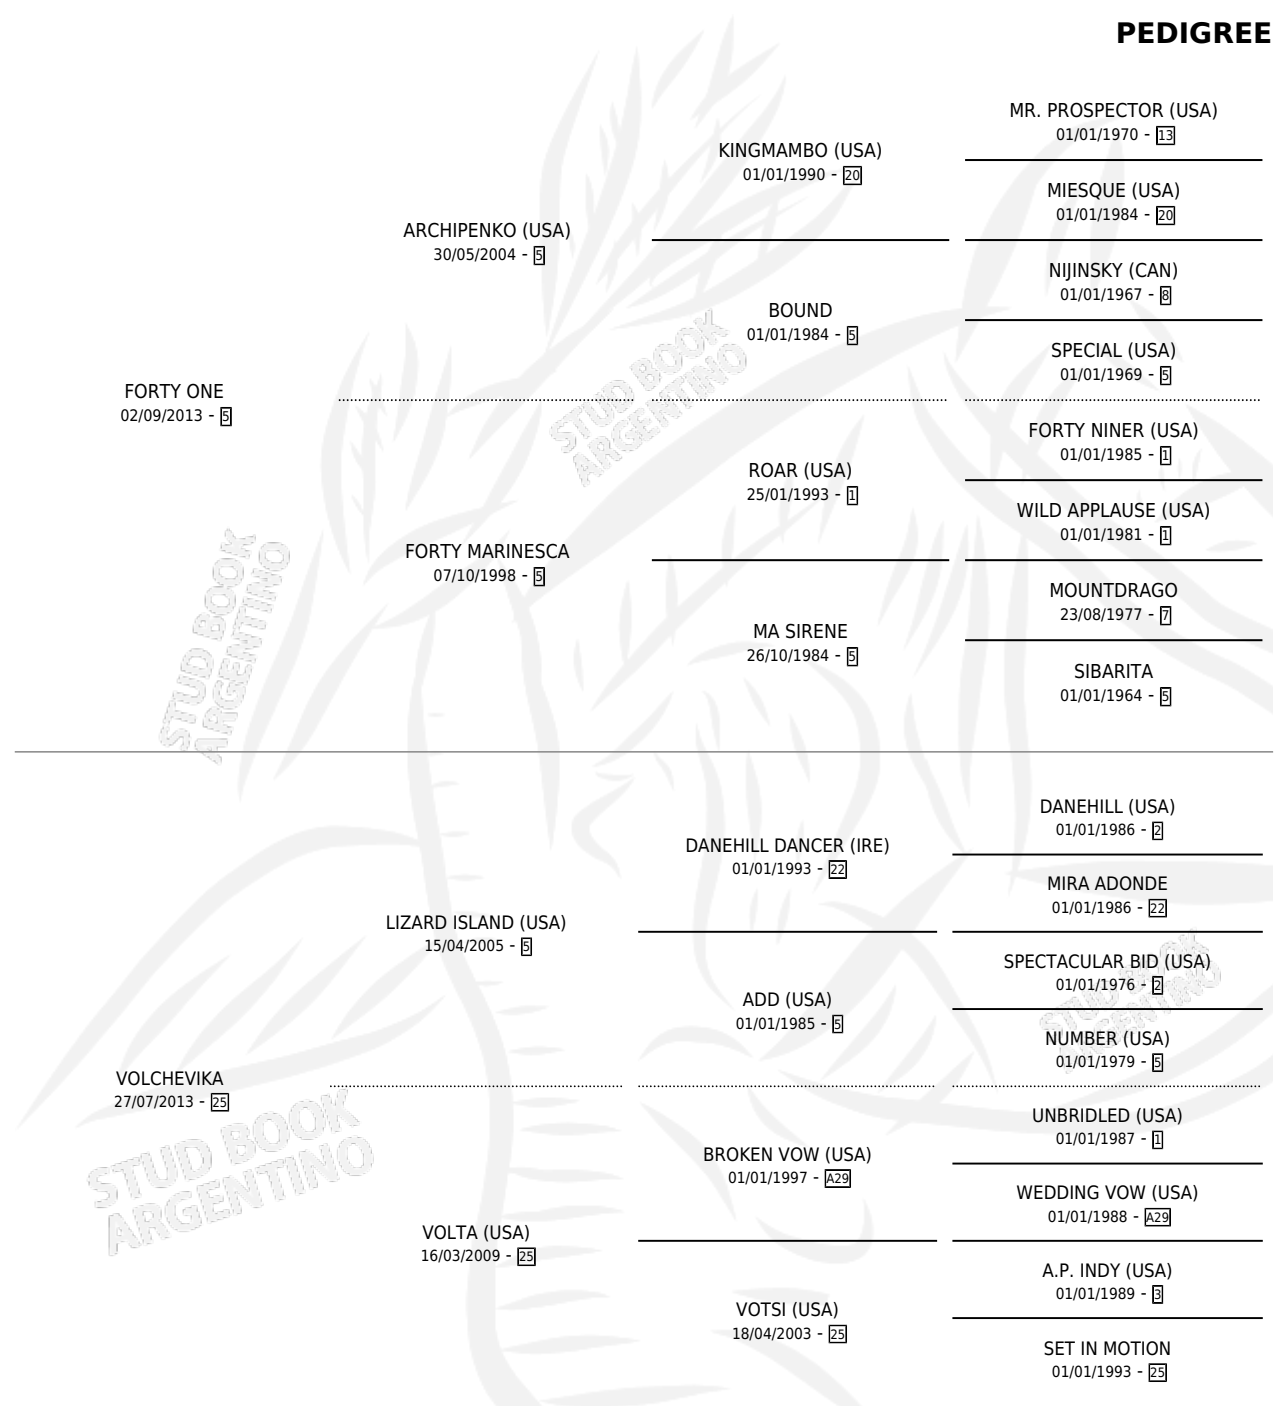 PEDIGREE
MR. PROSPECTOR (USA)
01/01/1970 - 13
KINGMAMBO (USA)
01/01/1990 - 20
MIESQUE (USA)
01/01/1984 - 20
ARCHIPENKO (USA)
30/05/2004 - 5
NIJINSKY (CAN)
01/01/1967 - 8
BOUND
01/01/1984 - 5
SPECIAL (USA)
01/01/1969 - 5
FORTY ONE
02/09/2013 - 5
FORTY NINER (USA)
01/01/1985 - 1
ROAR (USA)
25/01/1993 - 1
WILD APPLAUSE (USA)
01/01/1981 - 1
FORTY MARINESCA
07/10/1998 - 5
MOUNTDRAGO
23/08/1977 - 7
MA SIRENE
26/10/1984 - 5
SIBARITA
01/01/1964 - 5
DANEHILL (USA)
01/01/1986 - 2
DANEHILL DANCER (IRE)
01/01/1993 - 22
MIRA ADONDE
01/01/1986 - 22
LIZARD ISLAND (USA)
15/04/2005 - 5
SPECTACULAR BID (USA)
01/01/1976 - 2
ADD (USA)
01/01/1985 - 5
NUMBER (USA)
01/01/1979 - 5
VOLCHEVIKA
27/07/2013 - 25
UNBRIDLED (USA)
01/01/1987 - 1
BROKEN VOW (USA)
01/01/1997 - A29
WEDDING VOW (USA)
01/01/1988 - A29
VOLTA (USA)
16/03/2009 - 25
A.P. INDY (USA)
01/01/1989 - 3
VOTSI (USA)
18/04/2003 - 25
SET IN MOTION
01/01/1993 - 25
STUD BOOK
ARGENTINO
STUD BOOK
ARGENTINO
STUD BOOK
ARGENTINO
STUD BOOK
ARGENTINO